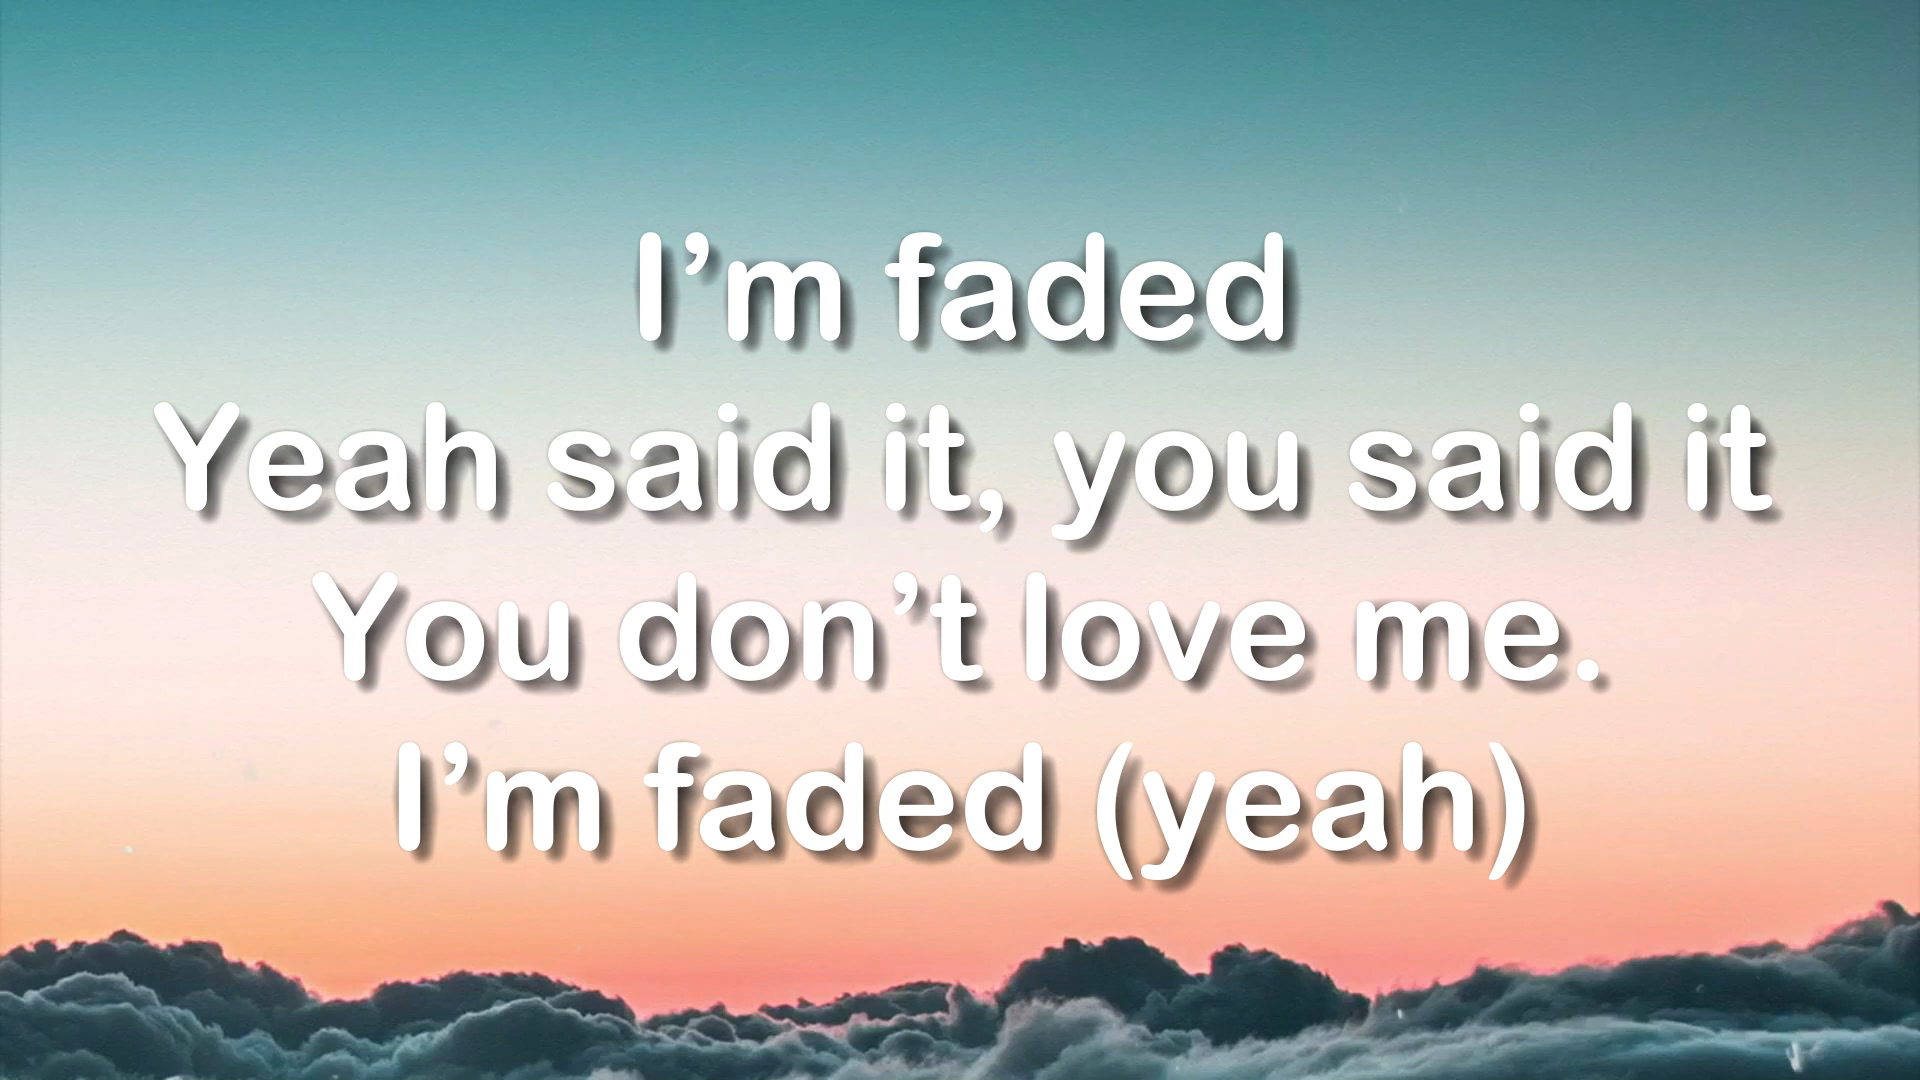 I’m faded
Yeah said it, you said it
You don’t love me.
I’m faded (yeah)